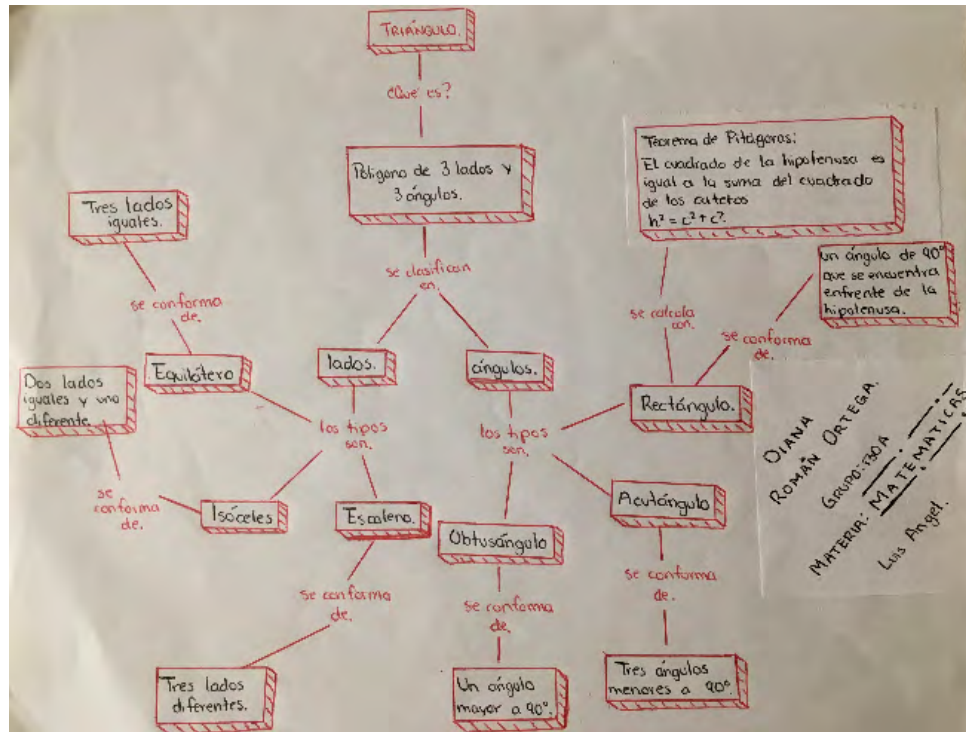 TRIÁNGULO.
¿Qué es?
Polígono de 3 lados y
3 ángulos.
se clasifican
en.
lados.
ángulos.
los tipos
son.
los tipos
son.
Equilátero
se conforma
de.
Tres lados
iguales.
Isóceles
se
conforma
de.
Dos lados
iguales y uno
diferente.
Escaleno.
se conforma
de.
Tres lados
diferentes.
Obtusángulo
se conforma
de.
Un ángulo
mayor a 90°.
Acutángulo
se conforma
de.
Tres ángulos
menores a 90°.
Rectángulo.
se calcula
con.
Teorema de Pitágoras:
El cuadrado de la hipotenusa es
igual a la suma del cuadrado
de los catetos
h² = c² + c².
se conforma
de.
un ángulo de 90°
que se encuentra
enfrente de la
hipotenusa.
DIANA
ROMÁN ORTEGA.
GRUPO: 130A
MATERIA: MATEMATICAS
Luis Angel.